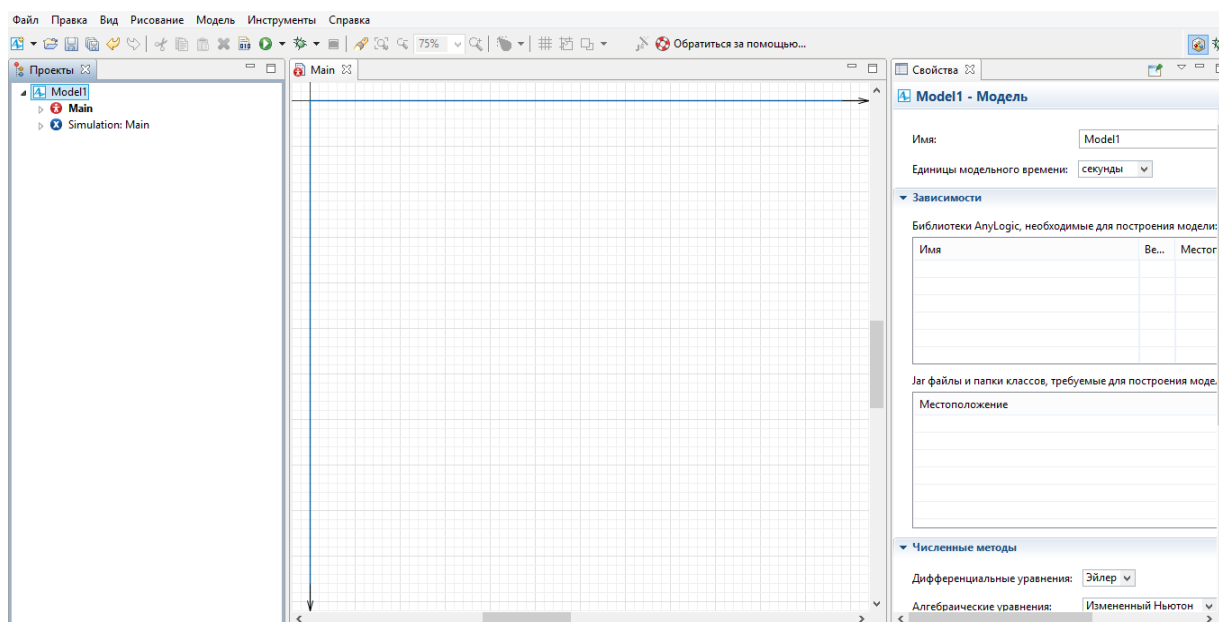 Файл Правка Вид Рисование Модель Инструменты Справка
75% Обратиться за помощью...
Проекты
Model1
Main
Simulation: Main
Main
Свойства
Model1 - Модель
Имя: Model1
Единицы модельного времени: секунды
Зависимости
Библиотеки AnyLogic, необходимые для построения модели:
Имя Ве... Местог
Jar файлы и папки классов, требуемые для построения моде.
Местоположение
Численные методы
Дифференциальные уравнения: Эйлер
Алгебраические уравнения: Измененный Ньютон